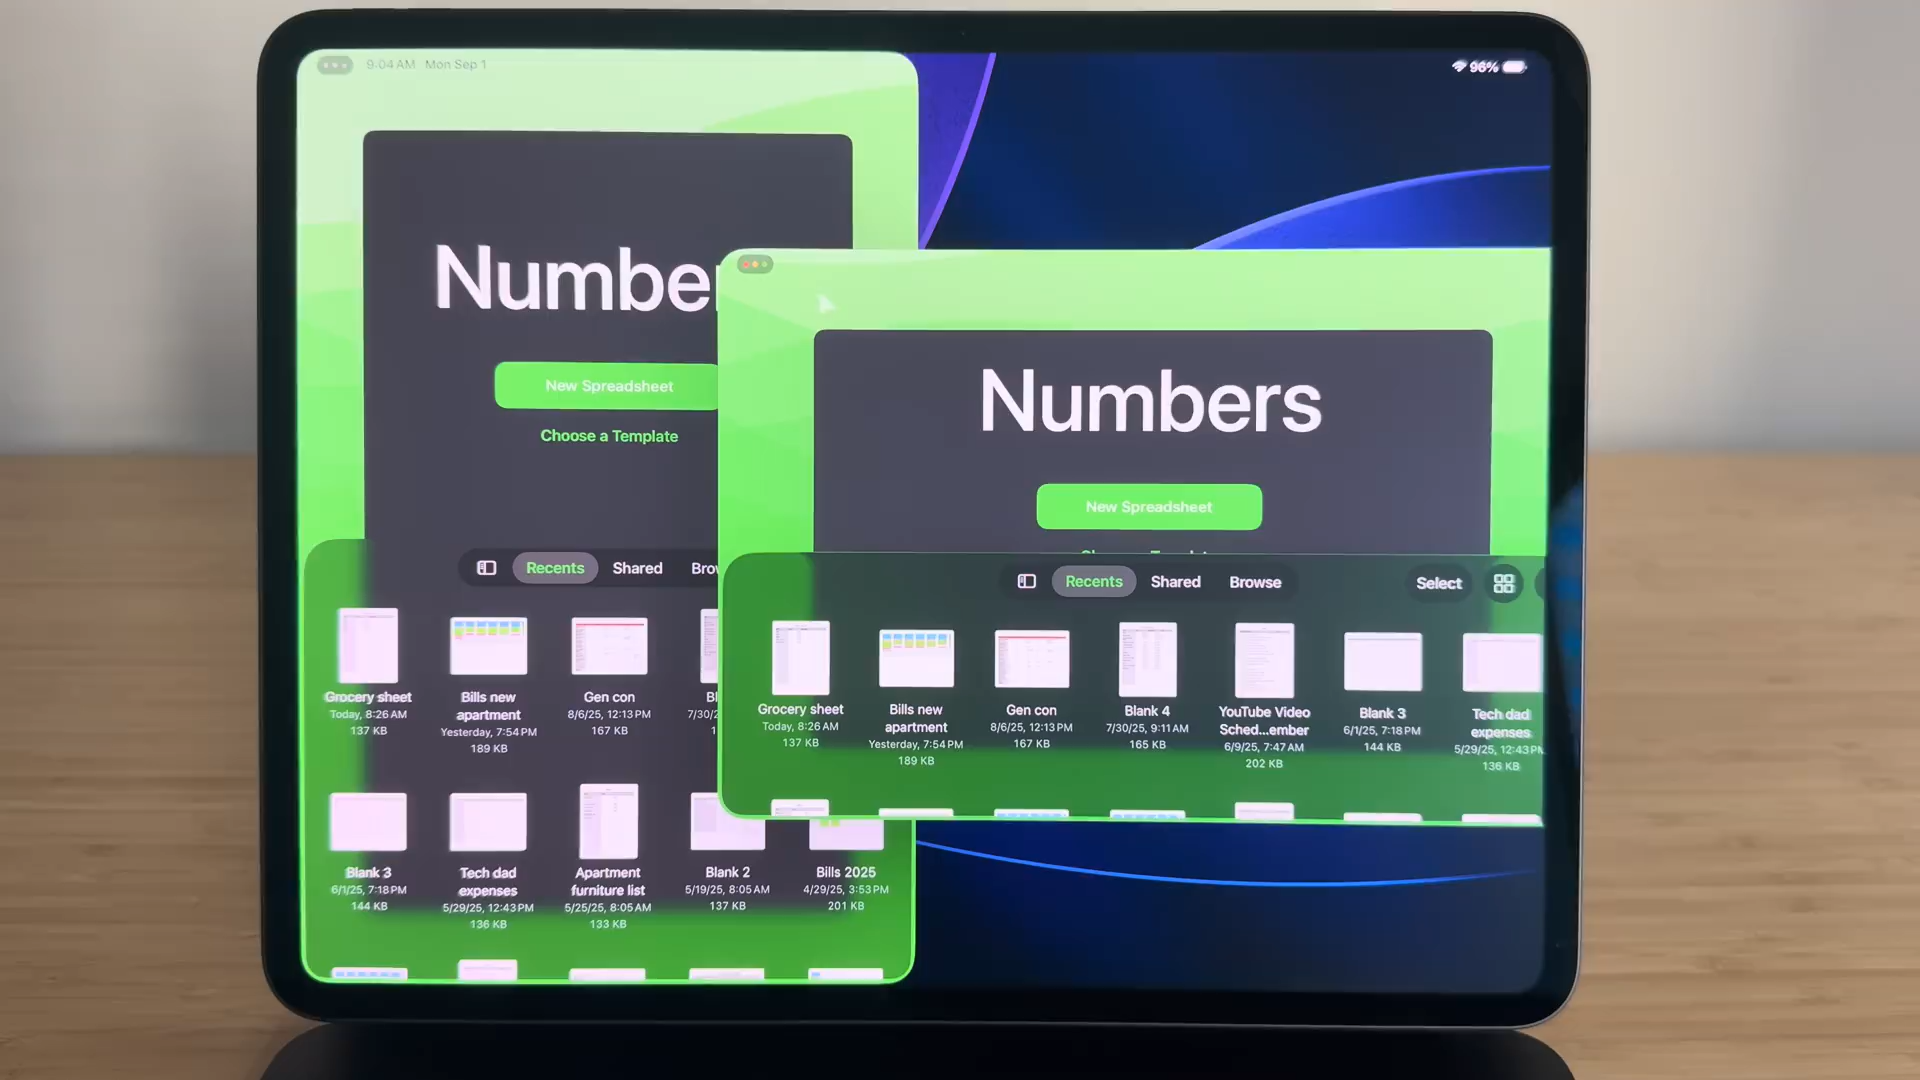 9:04 AM Mon Sep 1
96%
Numbe
New Spreadsheet
Choose a Template
Recents Shared
Grocery sheet
Today, 8:26 AM
137 KB
Bills new
apartment
Yesterday, 7:54 PM
189 KB
Gen con
8/6/25, 12:13 PM
167 KB
Blank 3
6/1/25, 7:18 PM
144 KB
Tech dad
expenses
5/29/25, 12:43 PM
136 KB
Apartment
furniture list
5/25/25, 8:05 AM
133 KB
Blank 2
5/19/25, 8:05 AM
137 KB
Bills 2025
4/29/25, 3:53 PM
201 KB
Numbers
New Spreadsheet
Recents Shared Browse Select
Grocery sheet
Today, 8:26 AM
137 KB
Bills new
apartment
Yesterday, 7:54 PM
189 KB
Gen con
8/6/25, 12:13 PM
167 KB
Blank 4
7/30/25, 9:11 AM
165 KB
YouTube Video
Sched...ember
6/9/25, 7:47 AM
202 KB
Blank 3
6/1/25, 7:18 PM
144 KB
Tech dad
expenses
5/29/25, 12:43 PM
136 KB